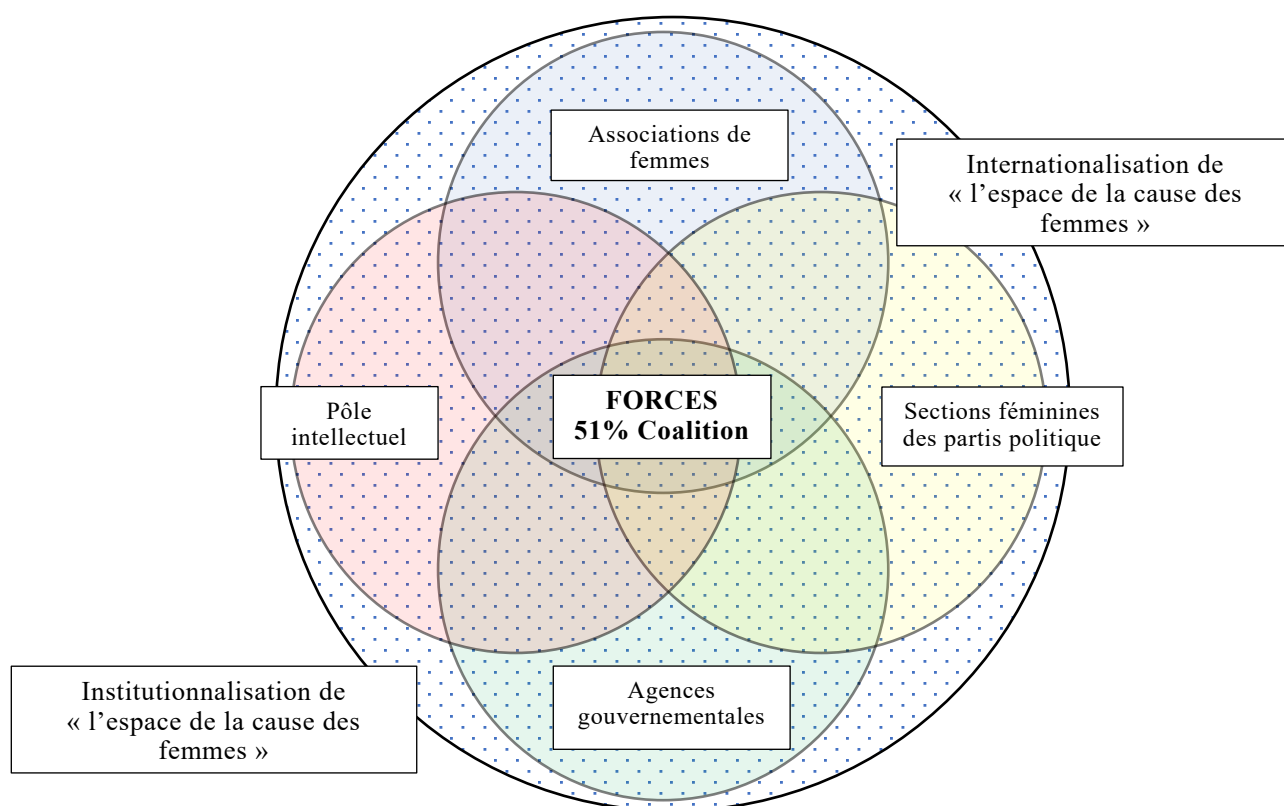 Associations de
femmes
Internationalisation de
« l’espace de la cause des
femmes »
Pôle
intellectuel
FORCES
51% Coalition
Sections féminines
des partis politique
Institutionnalisation de
« l’espace de la cause des
femmes »
Agences
gouvernementales